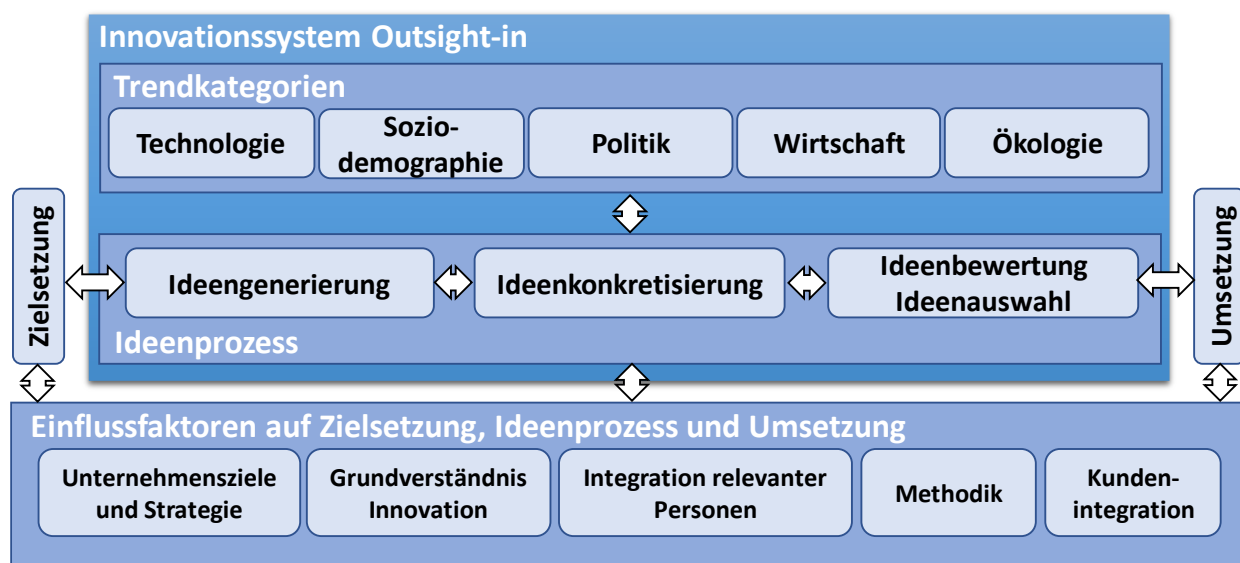 Innovationssystem Outsight-in
Trendkategorien
Technologie
Sozio-
demographie
Politik
Wirtschaft
Ökologie
Zielsetzung
Ideengenerierung
Ideenkonkretisierung
Ideenbewertung
Ideenauswahl
Umsetzung
Ideenprozess
Einflussfaktoren auf Zielsetzung, Ideenprozess und Umsetzung
Unternehmensziele
und Strategie
Grundverständnis
Innovation
Integration relevanter
Personen
Methodik
Kunden-
integration